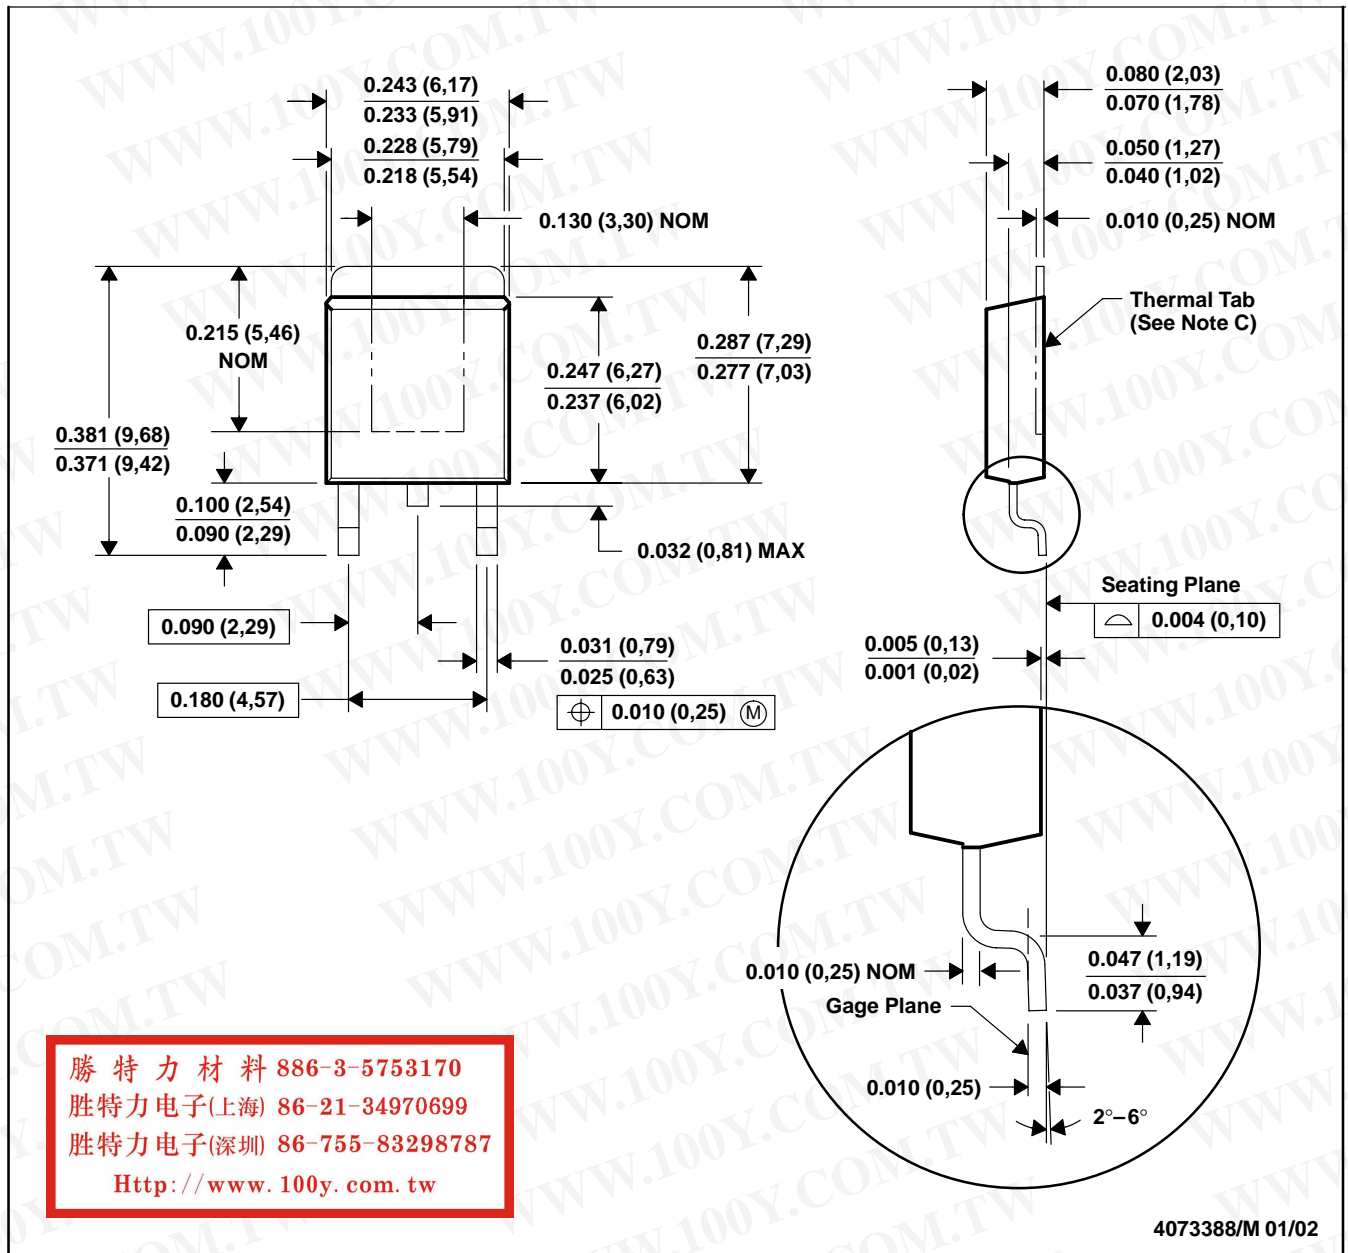 0.243 (6,17)
0.233 (5,91)
0.228 (5,79)
0.218 (5,54)
0.130 (3,30) NOM
0.215 (5,46)
NOM
0.287 (7,29)
0.277 (7,03)
0.247 (6,27)
0.237 (6,02)
0.381 (9,68)
0.371 (9,42)
0.100 (2,54)
0.090 (2,29)
0.032 (0,81) MAX
0.090 (2,29)
0.031 (0,79)
0.025 (0,63)
0.180 (4,57)
0.010 (0,25) M
0.080 (2,03)
0.070 (1,78)
0.050 (1,27)
0.040 (1,02)
0.010 (0,25) NOM
Thermal Tab
(See Note C)
Seating Plane
0.004 (0,10)
0.005 (0,13)
0.001 (0,02)
0.010 (0,25) NOM
Gage Plane
0.047 (1,19)
0.037 (0,94)
0.010 (0,25)
2°–6°
勝特力材料 886-3-5753170
胜特力电子(上海) 86-21-34970699
胜特力电子(深圳) 86-755-83298787
Http://www.100y.com.tw
4073388/M 01/02
WWW.100Y.COM.TW